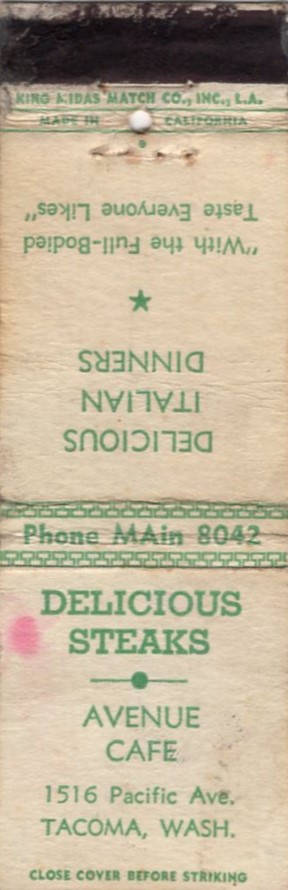 KING MIDAS MATCH CO., INC., L.A.
MADE IN CALIFORNIA
DELICIOUS
ITALIAN
DINNERS
"With the Full-Bodied
Taste Everyone Likes"
Phone MAin 8042
DELICIOUS
STEAKS
AVENUE
CAFE
1516 Pacific Ave.
TACOMA, WASH.
CLOSE COVER BEFORE STRIKING